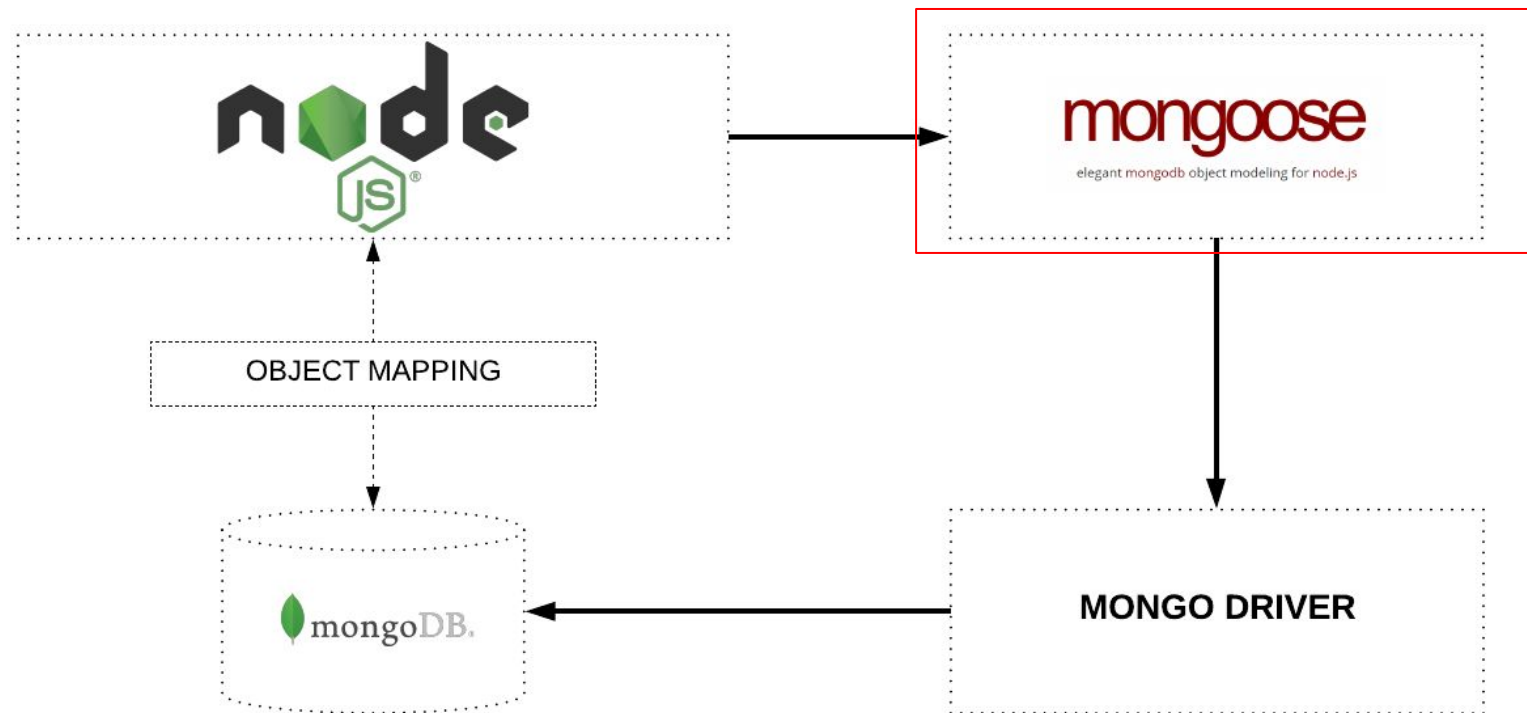 node
JS®
mongoose
elegant mongodb object modeling for node.js
OBJECT MAPPING
mongoDB®
MONGO DRIVER